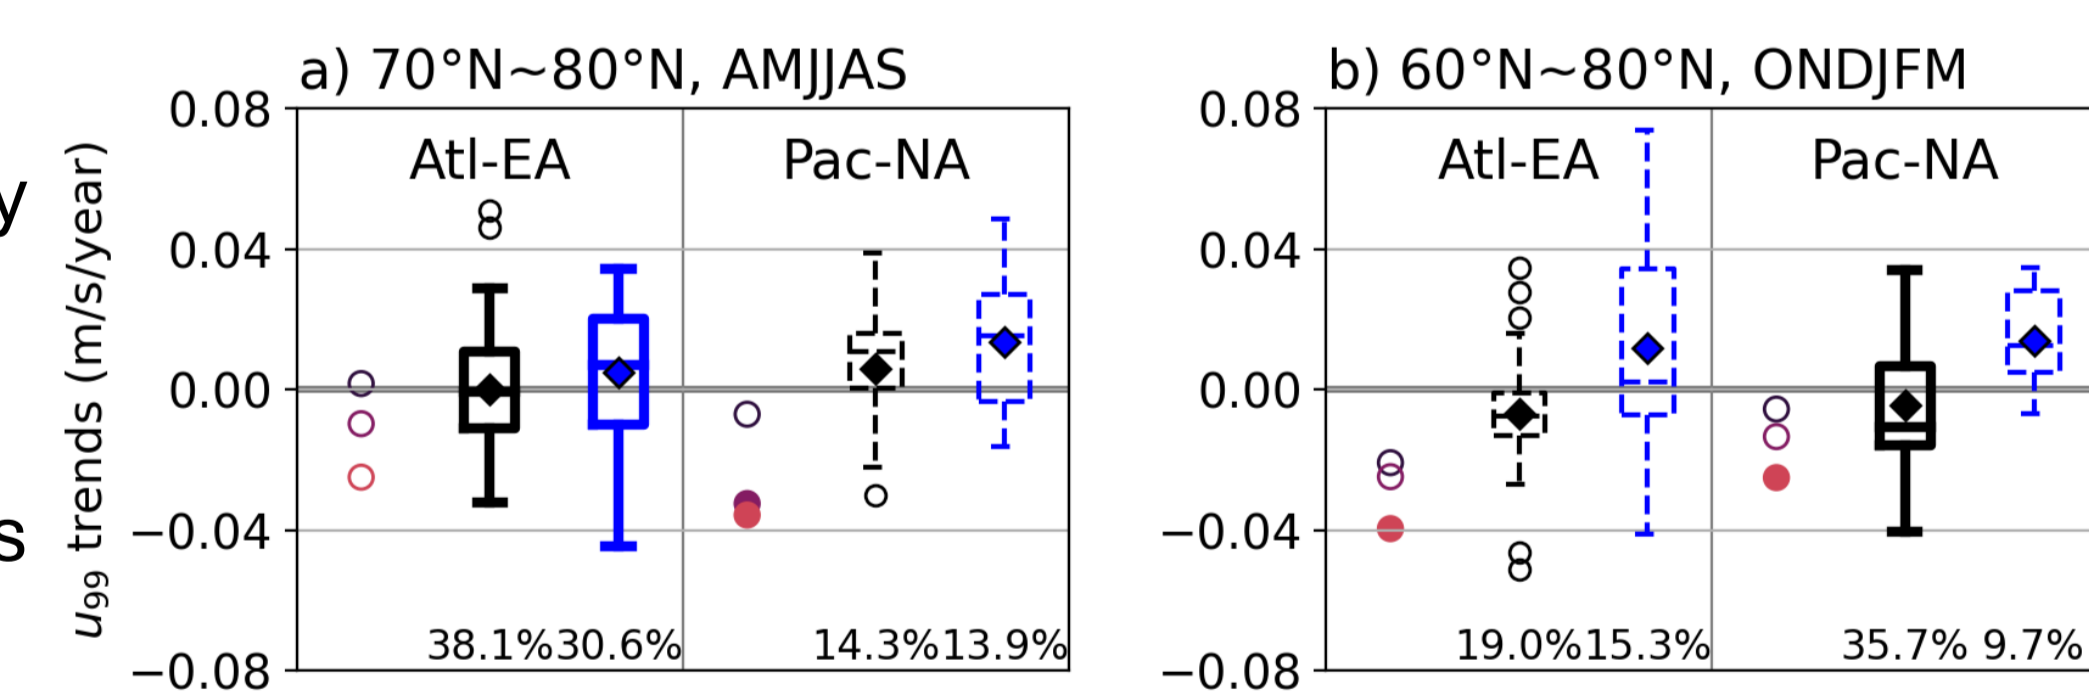 a) 70°N~80°N, AMJJAS
b) 60°N~80°N, ONDJFM
y
s
u99 trends (m/s/year)
0.08
0.04
0.00
−0.04
−0.08
Atl-EA
Pac-NA
38.1%30.6%
14.3%13.9%
0.08
0.04
0.00
−0.04
−0.08
Atl-EA
Pac-NA
19.0%15.3%
35.7% 9.7%